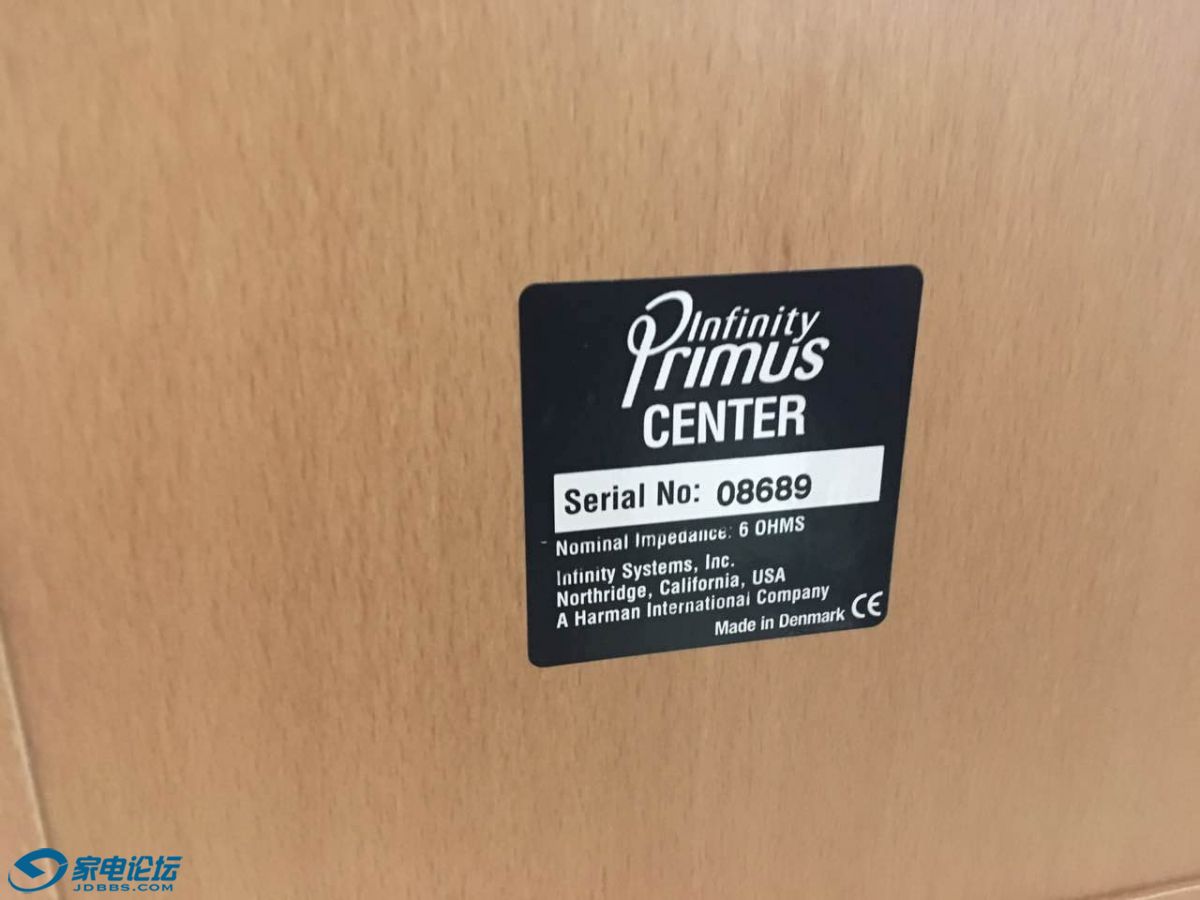 Infinity
Primus
CENTER
Serial No: 08689
Nominal Impedance: 6 OHMS
Infinity Systems, Inc.
Northridge, California, USA
A Harman International Company
Made in Denmark CE
家电论坛
JDBBS.COM